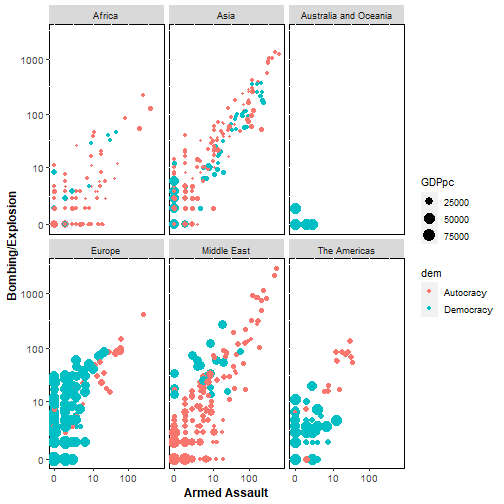 Africa
Asia
Australia and Oceania
1000
100
10
0
Europe
Middle East
The Americas
1000
100
10
0
0
10
100
0
10
100
0
10
100
Armed Assault
Bombing/Explosion
GDPpc
25000
50000
75000
dem
Autocracy
Democracy